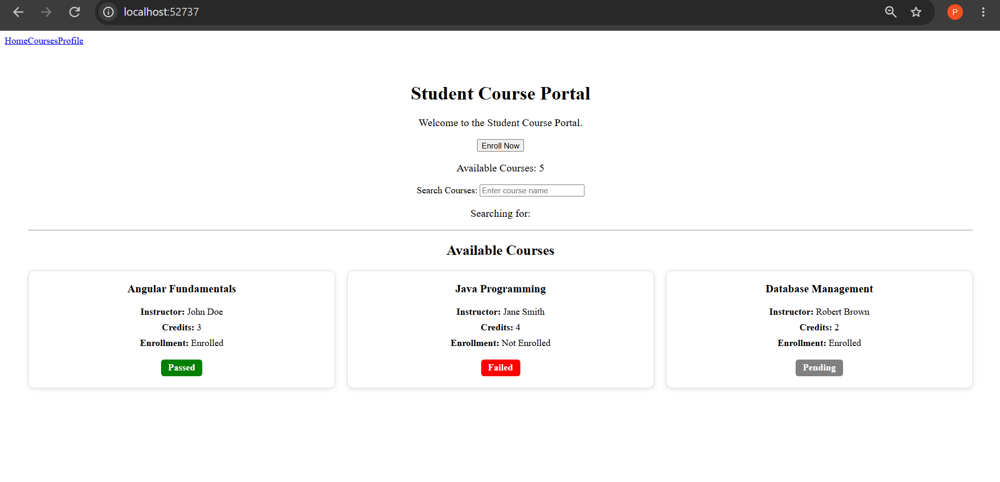 localhost:52737
P
HomeCoursesProfile
Student Course Portal
Welcome to the Student Course Portal.
Enroll Now
Available Courses: 5
Search Courses: Enter course name
Searching for:
Available Courses
Angular Fundamentals
Instructor: John Doe
Credits: 3
Enrollment: Enrolled
Passed
Java Programming
Instructor: Jane Smith
Credits: 4
Enrollment: Not Enrolled
Failed
Database Management
Instructor: Robert Brown
Credits: 2
Enrollment: Enrolled
Pending